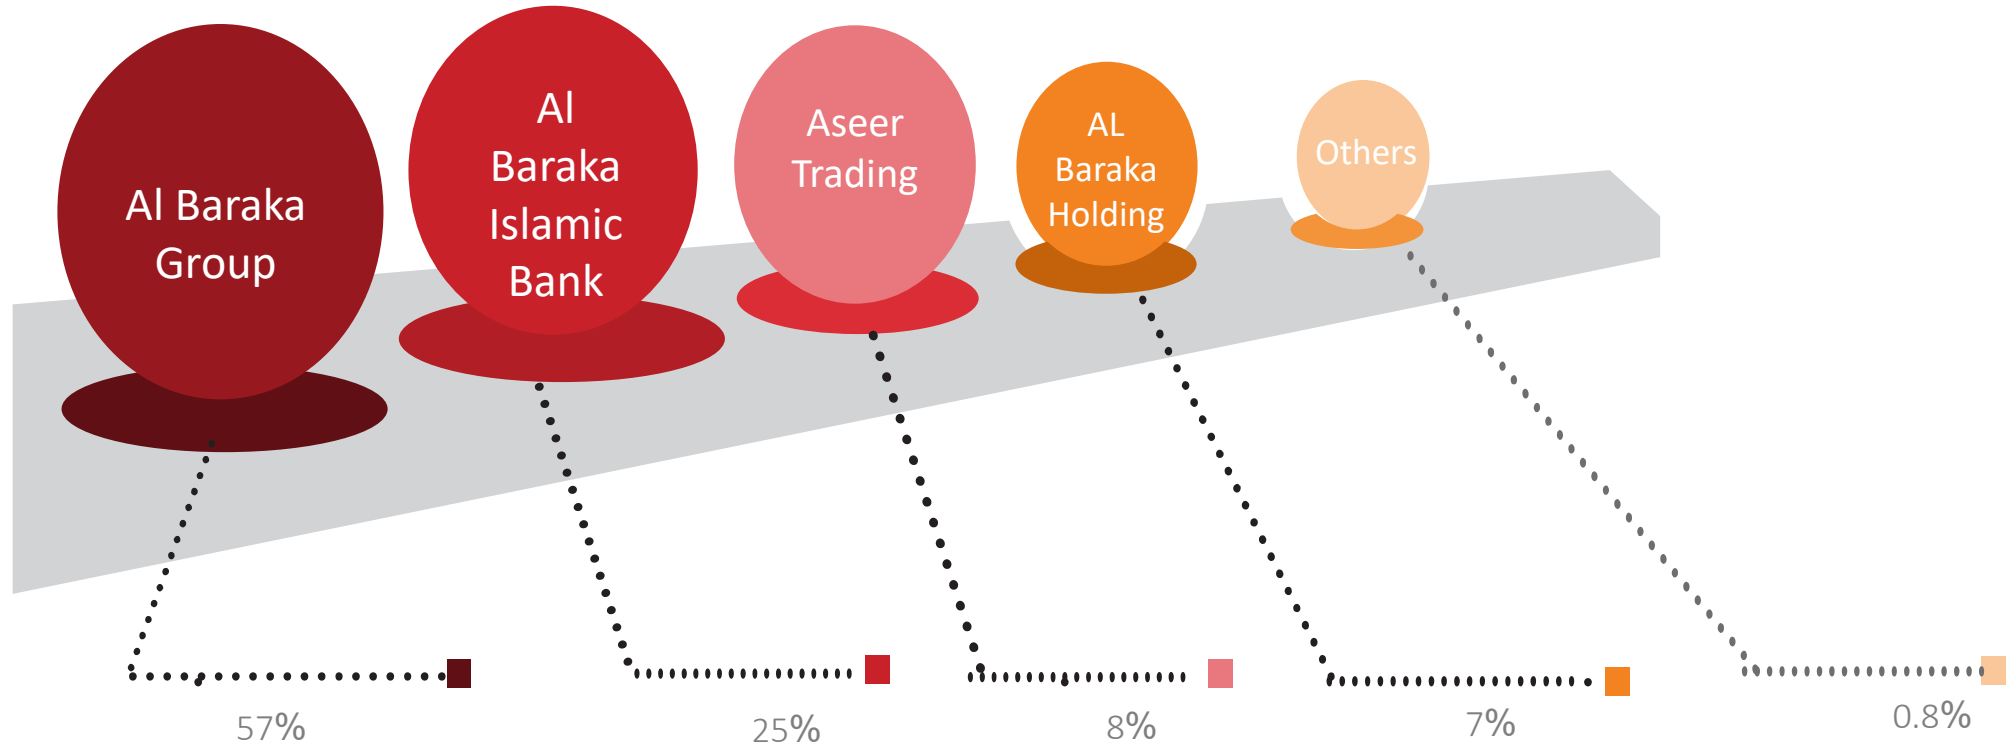 Al Baraka
Group
Al
Baraka
Islamic
Bank
Aseer
Trading
AL
Baraka
Holding
Others
57%
25%
8%
7%
0.8%